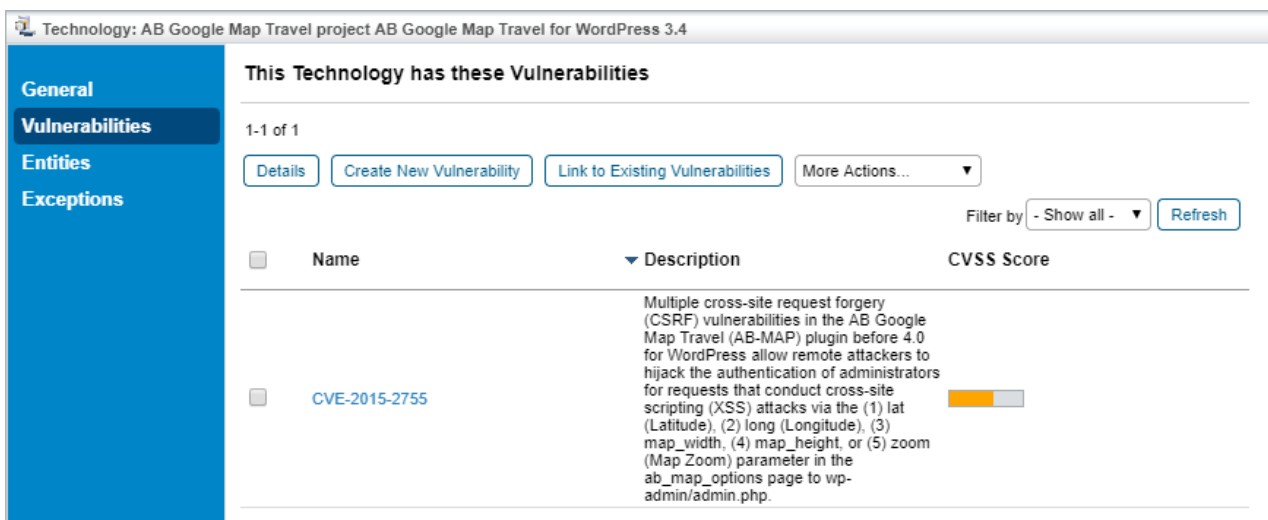 Technology: AB Google Map Travel project AB Google Map Travel for WordPress 3.4
General
Vulnerabilities
Entities
Exceptions
This Technology has these Vulnerabilities
1-1 of 1
Details Create New Vulnerability Link to Existing Vulnerabilities More Actions...
Filter by - Show all - Refresh
Name Description CVSS Score
CVE-2015-2755
Multiple cross-site request forgery
(CSRF) vulnerabilities in the AB Google
Map Travel (AB-MAP) plugin before 4.0
for WordPress allow remote attackers to
hijack the authentication of administrators
for requests that conduct cross-site
scripting (XSS) attacks via the (1) lat
(Latitude), (2) long (Longitude), (3)
map_width, (4) map_height, or (5) zoom
(Map Zoom) parameter in the
ab_map_options page to wp-
admin/admin.php.